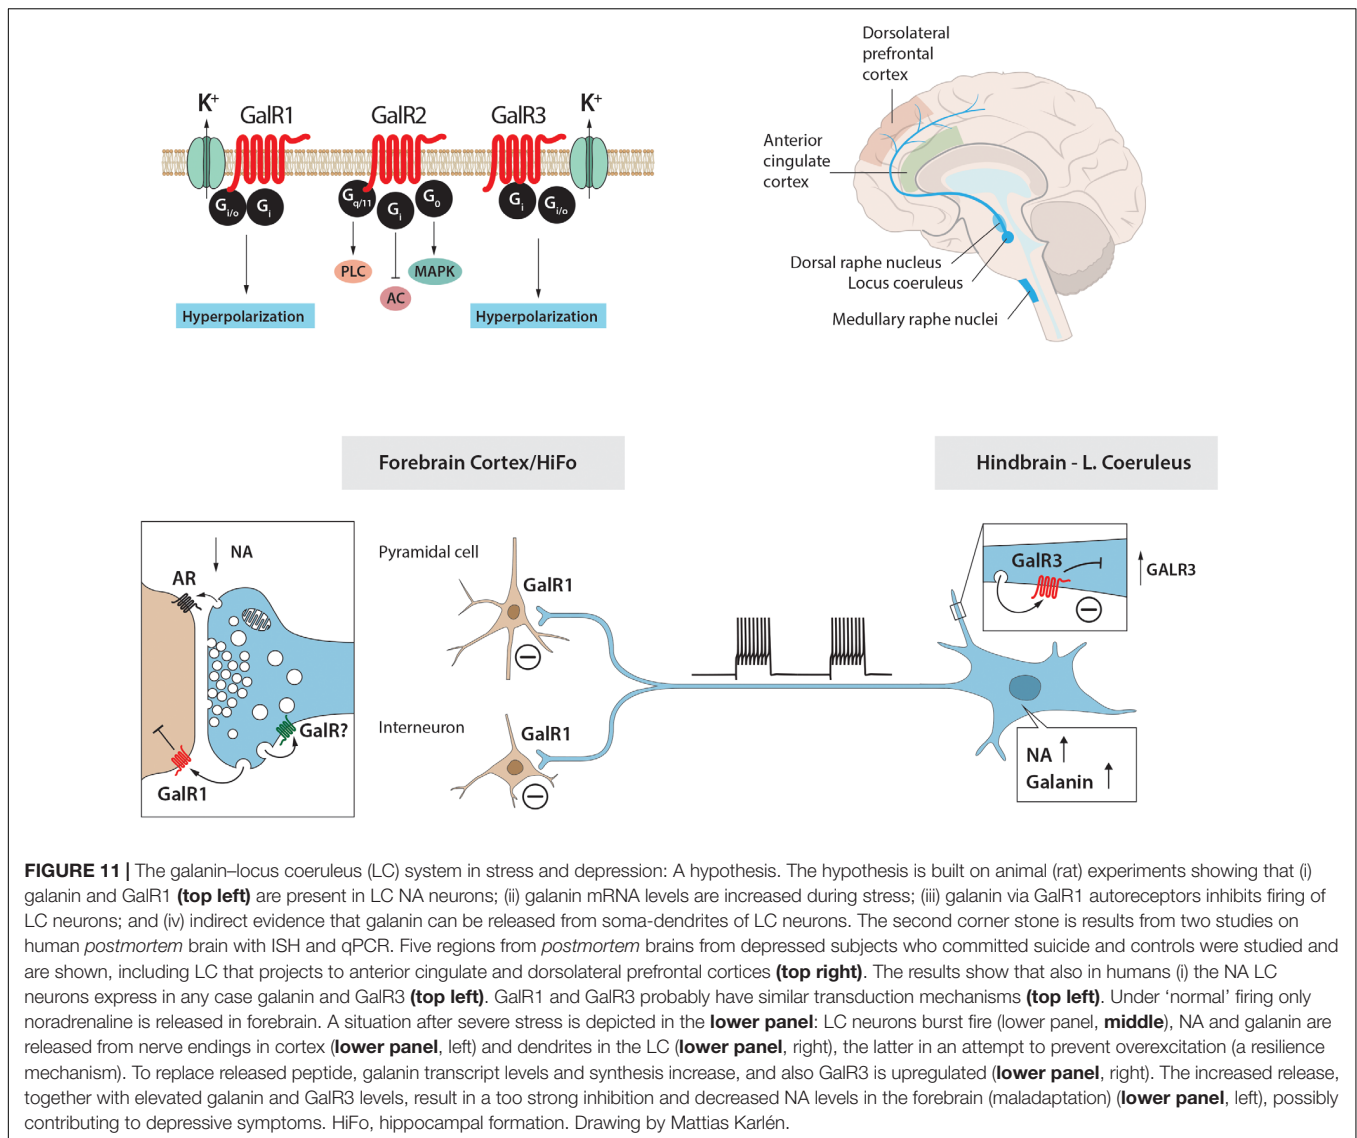 K+
GalR1
GalR2
GalR3
K+
Gi/o
Gi
Gq/11
Gi
G0
Gi
Gi/o
PLC
AC
MAPK
Hyperpolarization
Hyperpolarization
Dorsolateral
prefrontal
cortex
Anterior
cingulate
cortex
Dorsal raphe nucleus
Locus coeruleus
Medullary raphe nuclei
Forebrain Cortex/HiFo
Hindbrain - L. Coeruleus
NA
AR
GalR?
GalR1
Pyramidal cell
GalR1
Interneuron
GalR1
GalR3
GALR3
NA
Galanin
FIGURE 11 | The galanin–locus coeruleus (LC) system in stress and depression: A hypothesis. The hypothesis is built on animal (rat) experiments showing that (i)
galanin and GalR1 (top left) are present in LC NA neurons; (ii) galanin mRNA levels are increased during stress; (iii) galanin via GalR1 autoreceptors inhibits firing of
LC neurons; and (iv) indirect evidence that galanin can be released from soma-dendrites of LC neurons. The second corner stone is results from two studies on
human postmortem brain with ISH and qPCR. Five regions from postmortem brains from depressed subjects who committed suicide and controls were studied and
are shown, including LC that projects to anterior cingulate and dorsolateral prefrontal cortices (top right). The results show that also in humans (i) the NA LC
neurons express in any case galanin and GalR3 (top left). GalR1 and GalR3 probably have similar transduction mechanisms (top left). Under ‘normal’ firing only
noradrenaline is released in forebrain. A situation after severe stress is depicted in the lower panel: LC neurons burst fire (lower panel, middle), NA and galanin are
released from nerve endings in cortex (lower panel, left) and dendrites in the LC (lower panel, right), the latter in an attempt to prevent overexcitation (a resilience
mechanism). To replace released peptide, galanin transcript levels and synthesis increase, and also GalR3 is upregulated (lower panel, right). The increased release,
together with elevated galanin and GalR3 levels, result in a too strong inhibition and decreased NA levels in the forebrain (maladaptation) (lower panel, left), possibly
contributing to depressive symptoms. HiFo, hippocampal formation. Drawing by Mattias Karlén.